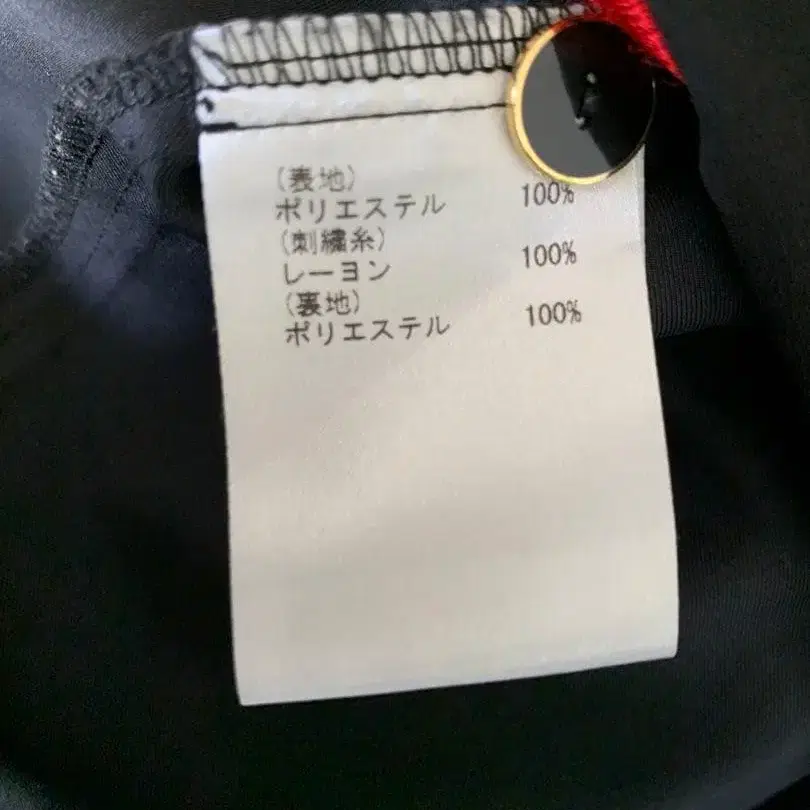 (表地)
ポリエステル 100%
(刺繍糸)
レーヨン 100%
(裏地)
ポリエステル 100%